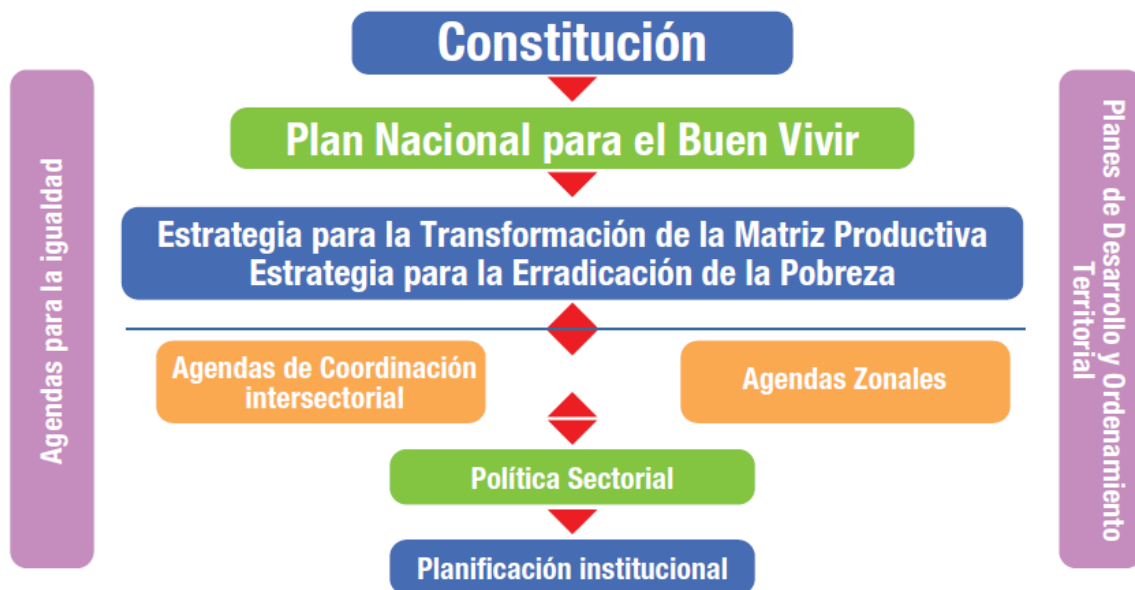 Constitución
Plan Nacional para el Buen Vivir
Estrategia para la Transformación de la Matriz Productiva
Estrategia para la Erradicación de la Pobreza
Agendas de Coordinación
intersectorial
Agendas Zonales
Política Sectorial
Planificación institucional
Agendas para la igualdad
Planes de Desarrollo y Ordenamiento
Territorial